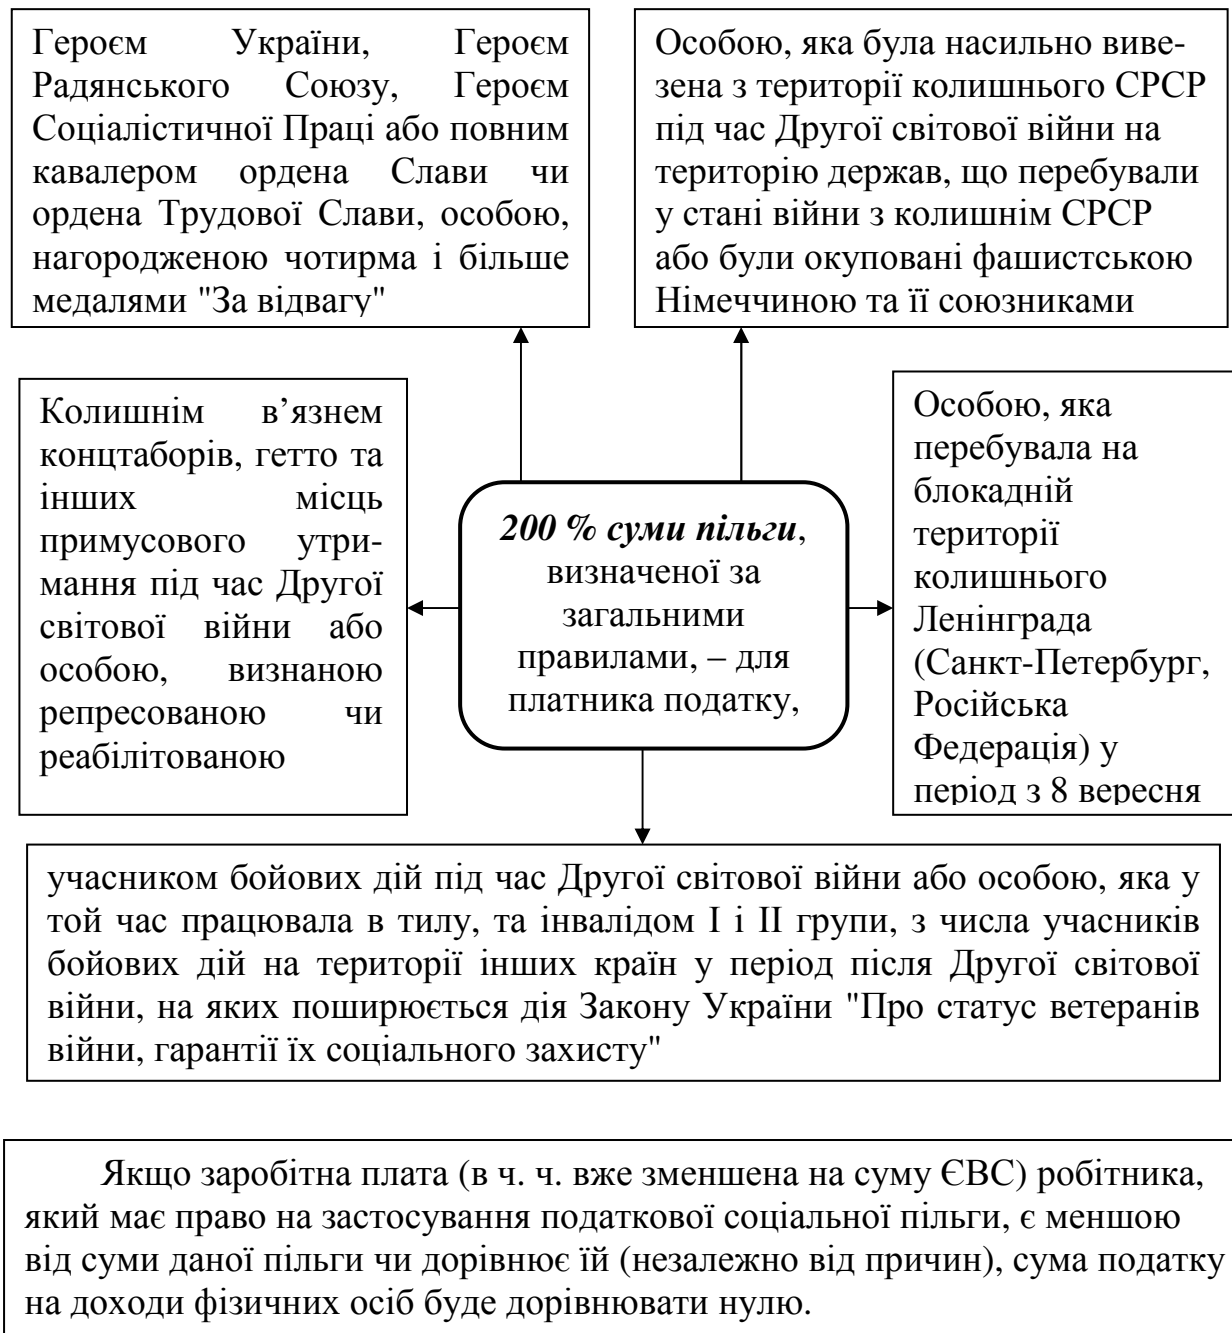 Героєм України, Героєм
Радянського Союзу, Героєм
Соціалістичної Праці або повним
кавалером ордена Слави чи
ордена Трудової Слави, особою,
нагородженою чотирма і більше
медалями "За відвагу"
Особою, яка була насильно виве-
зена з території колишнього СРСР
під час Другої світової війни на
територію держав, що перебували
у стані війни з колишнім СРСР
або були окуповані фашистською
Німеччиною та її союзниками
Колишнім в’язнем
концтаборів, гетто та
інших місць
примусового утри-
мання під час Другої
світової війни або
особою, визнаною
репресованою чи
реабілітованою
200 % суми пільги,
визначеної за
загальними
правилами, – для
платника податку,
Особою, яка
перебувала на
блокадній
території
колишнього
Ленінграда
(Санкт-Петербург,
Російська
Федерація) у
період з 8 вересня
учасником бойових дій під час Другої світової війни або особою, яка у
той час працювала в тилу, та інвалідом I і II групи, з числа учасників
бойових дій на території інших країн у період після Другої світової
війни, на яких поширюється дія Закону України "Про статус ветеранів
війни, гарантії їх соціального захисту"
Якщо заробітна плата (в ч. ч. вже зменшена на суму ЄВС) робітника,
який має право на застосування податкової соціальної пільги, є меншою
від суми даної пільги чи дорівнює їй (незалежно від причин), сума податку
на доходи фізичних осіб буде дорівнювати нулю.